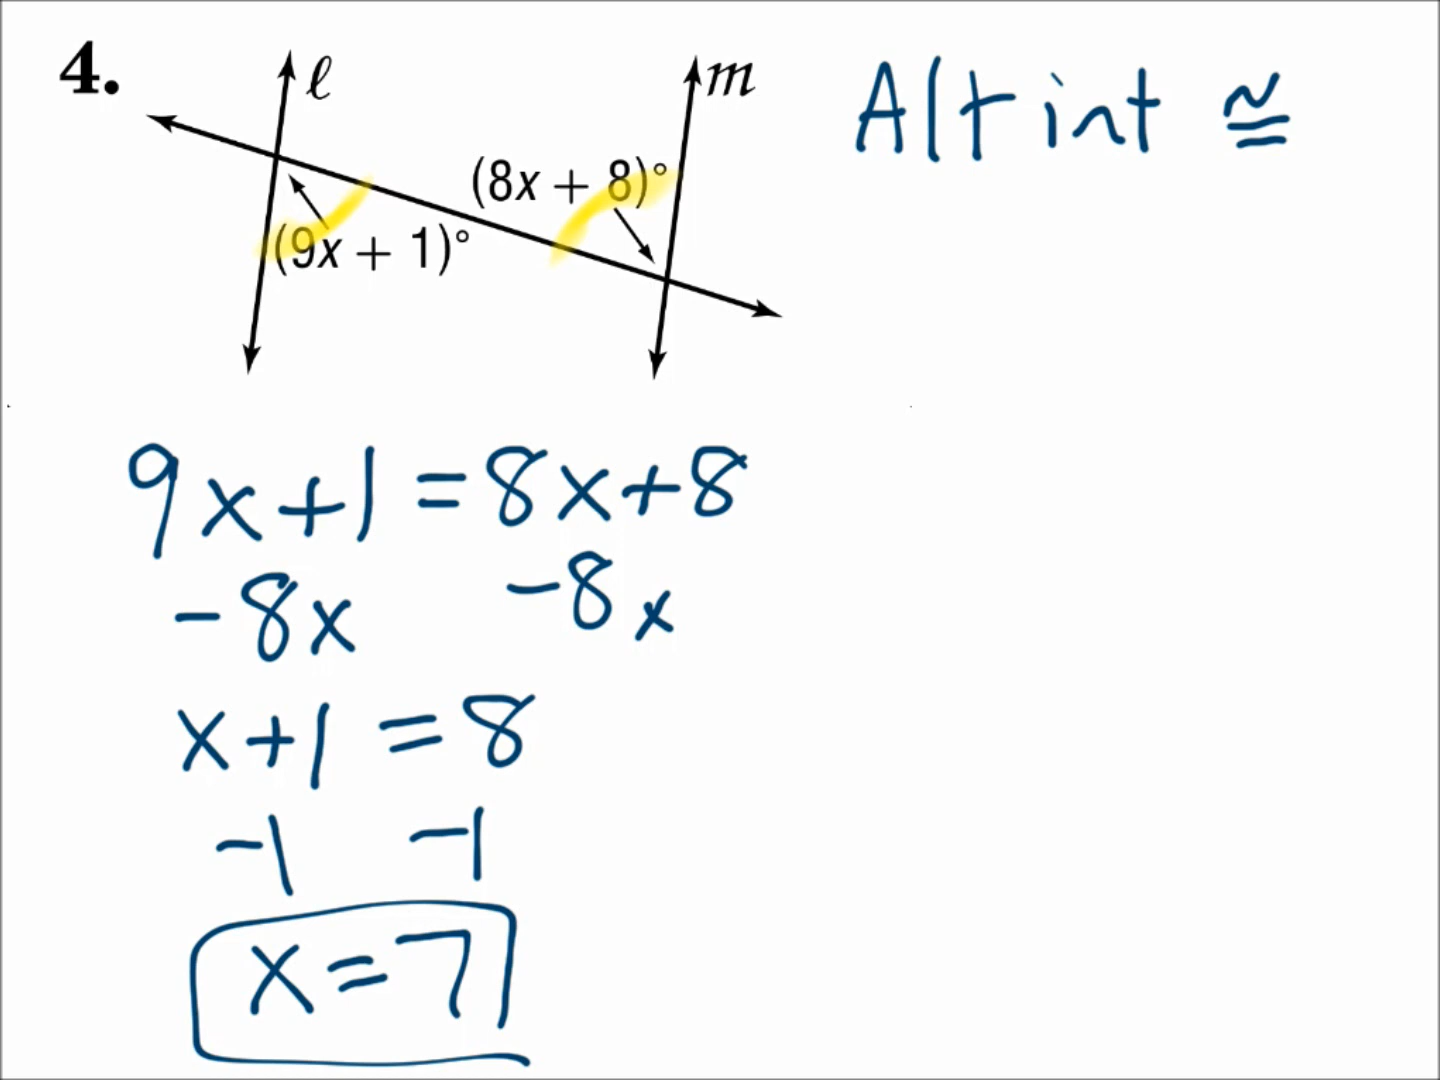 4.
ℓ
m
Alt int ≅
(8x + 8)°
(9x + 1)°
9x+1=8x+8
-8x -8x
x+1=8
-1 -1
x=7